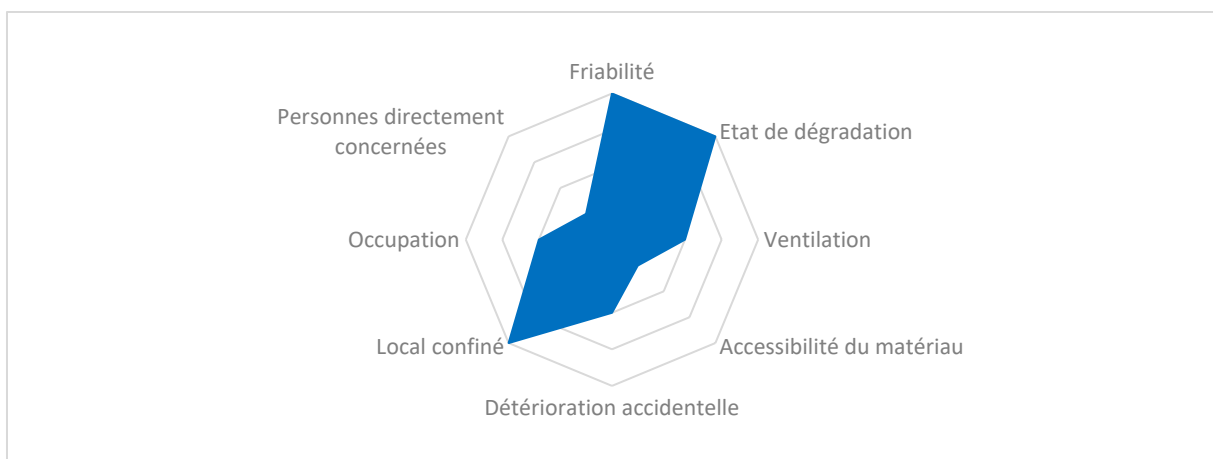 Friabilité
Personnes directement
concernées
Etat de dégradation
Occupation
Ventilation
Local confiné
Accessibilité du matériau
Détérioration accidentelle